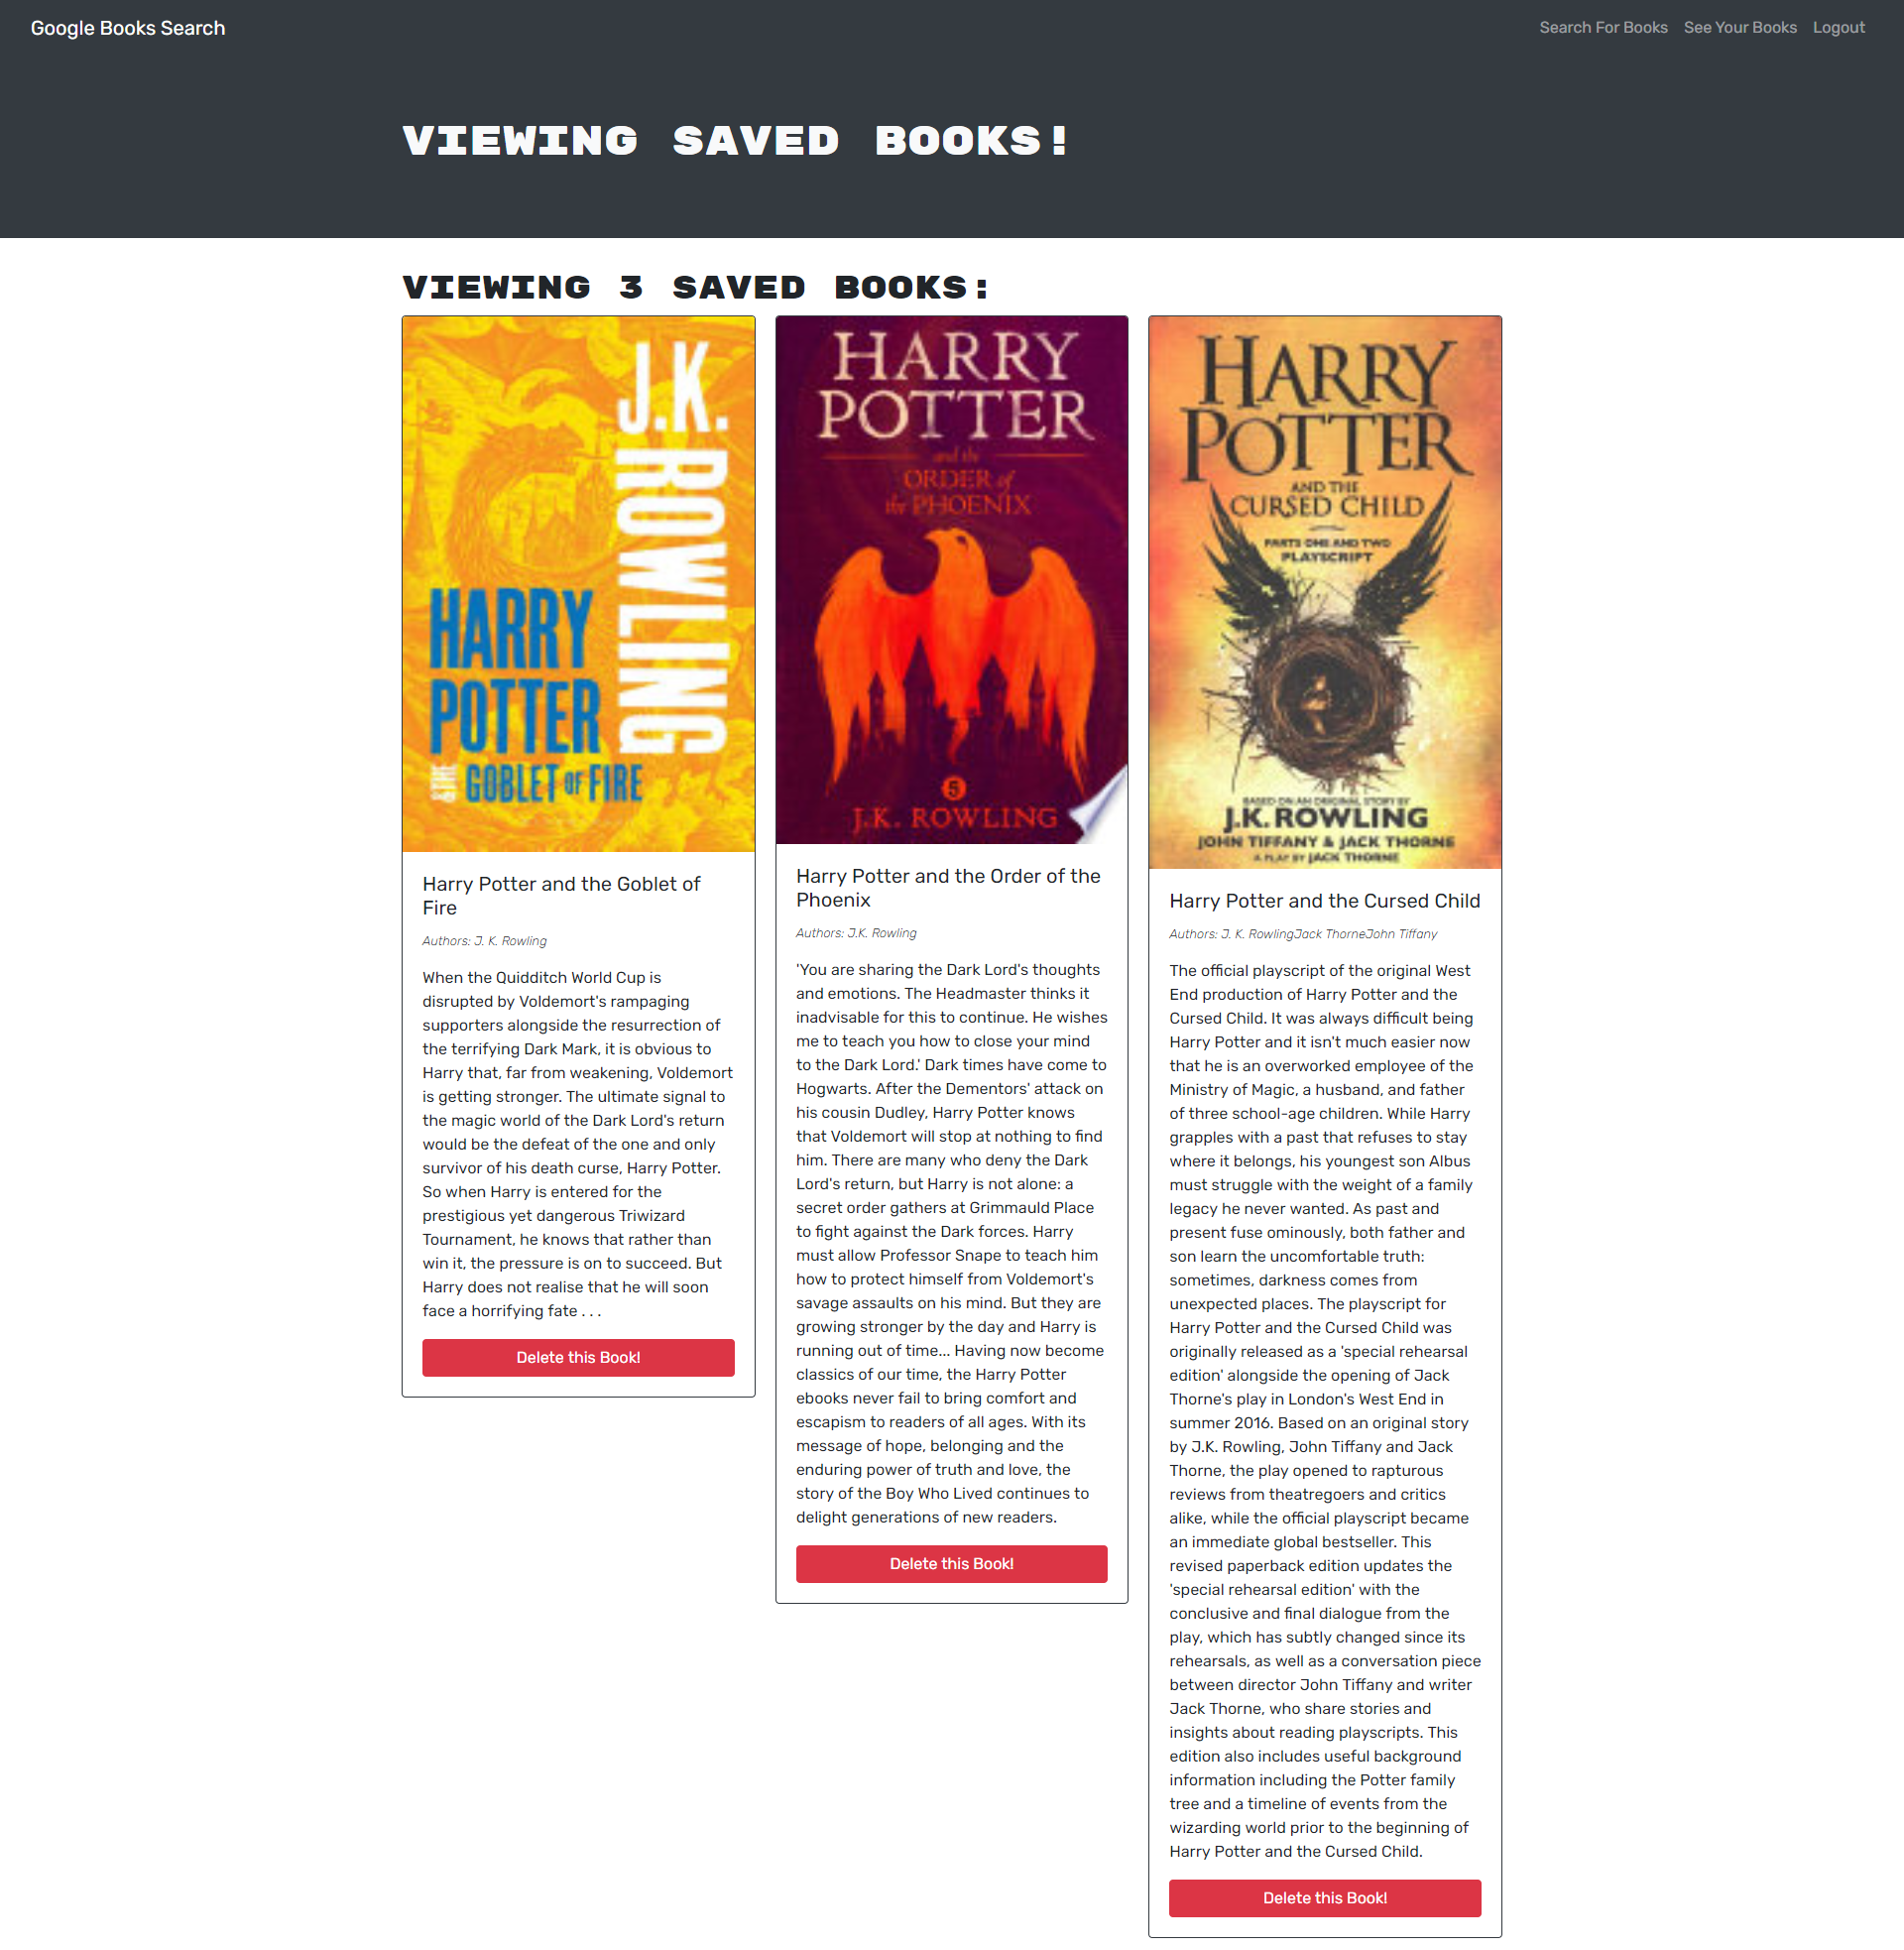 Google Books Search
Search For Books See Your Books Logout
VIEWING SAVED BOOKS!
VIEWING 3 SAVED BOOKS:
J.K. ROWLING
HARRY
POTTER
GOBLET OF FIRE
Harry Potter and the Goblet of
Fire
Authors: J. K. Rowling
When the Quidditch World Cup is
disrupted by Voldemort's rampaging
supporters alongside the resurrection of
the terrifying Dark Mark, it is obvious to
Harry that, far from weakening, Voldemort
is getting stronger. The ultimate signal to
the magic world of the Dark Lord's return
would be the defeat of the one and only
survivor of his death curse, Harry Potter.
So when Harry is entered for the
prestigious yet dangerous Triwizard
Tournament, he knows that rather than
win it, the pressure is on to succeed. But
Harry does not realise that he will soon
face a horrifying fate . . .
Delete this Book!
HARRY
POTTER
and the
ORDER of
the PHOENIX
5
J.K. ROWLING
Harry Potter and the Order of the
Phoenix
Authors: J.K. Rowling
'You are sharing the Dark Lord's thoughts
and emotions. The Headmaster thinks it
inadvisable for this to continue. He wishes
me to teach you how to close your mind
to the Dark Lord.' Dark times have come to
Hogwarts. After the Dementors' attack on
his cousin Dudley, Harry Potter knows
that Voldemort will stop at nothing to find
him. There are many who deny the Dark
Lord's return, but Harry is not alone: a
secret order gathers at Grimmauld Place
to fight against the Dark forces. Harry
must allow Professor Snape to teach him
how to protect himself from Voldemort's
savage assaults on his mind. But they are
growing stronger by the day and Harry is
running out of time... Having now become
classics of our time, the Harry Potter
ebooks never fail to bring comfort and
escapism to readers of all ages. With its
message of hope, belonging and the
enduring power of truth and love, the
story of the Boy Who Lived continues to
delight generations of new readers.
Delete this Book!
HARRY
POTTER
AND THE
CURSED CHILD
PARTS ONE AND TWO
PLAYSCRIPT
BASED ON AN ORIGINAL STORY BY
J.K. ROWLING
JOHN TIFFANY & JACK THORNE
A PLAY BY JACK THORNE
Harry Potter and the Cursed Child
Authors: J. K. RowlingJack ThorneJohn Tiffany
The official playscript of the original West
End production of Harry Potter and the
Cursed Child. It was always difficult being
Harry Potter and it isn't much easier now
that he is an overworked employee of the
Ministry of Magic, a husband, and father
of three school-age children. While Harry
grapples with a past that refuses to stay
where it belongs, his youngest son Albus
must struggle with the weight of a family
legacy he never wanted. As past and
present fuse ominously, both father and
son learn the uncomfortable truth:
sometimes, darkness comes from
unexpected places. The playscript for
Harry Potter and the Cursed Child was
originally released as a 'special rehearsal
edition' alongside the opening of Jack
Thorne's play in London's West End in
summer 2016. Based on an original story
by J.K. Rowling, John Tiffany and Jack
Thorne, the play opened to rapturous
reviews from theatregoers and critics
alike, while the official playscript became
an immediate global bestseller. This
revised paperback edition updates the
'special rehearsal edition' with the
conclusive and final dialogue from the
play, which has subtly changed since its
rehearsals, as well as a conversation piece
between director John Tiffany and writer
Jack Thorne, who share stories and
insights about reading playscripts. This
edition also includes useful background
information including the Potter family
tree and a timeline of events from the
wizarding world prior to the beginning of
Harry Potter and the Cursed Child.
Delete this Book!